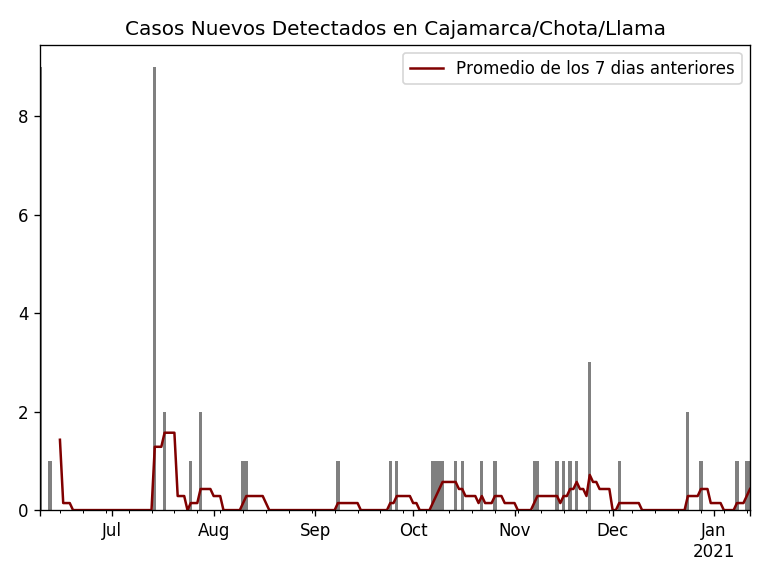 Casos Nuevos Detectados en Cajamarca/Chota/Llama
Promedio de los 7 dias anteriores
8
6
4
2
0
Jul Aug Sep Oct Nov Dec Jan
2021